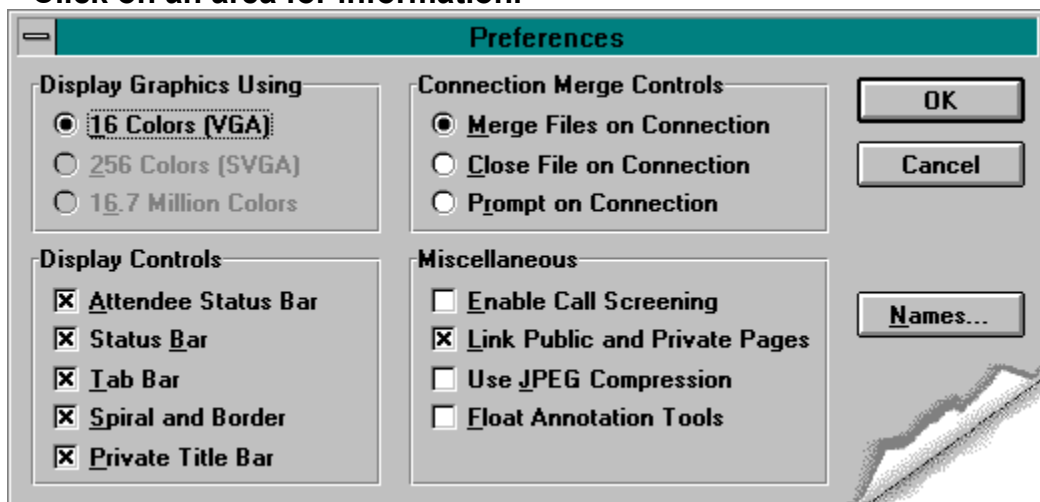 Click on an area for information.
Preferences
Display Graphics Using
16 Colors (VGA)
256 Colors (SVGA)
16.7 Million Colors
Connection Merge Controls
Merge Files on Connection
Close File on Connection
Prompt on Connection
OK
Cancel
Display Controls
Attendee Status Bar
Status Bar
Tab Bar
Spiral and Border
Private Title Bar
Miscellaneous
Enable Call Screening
Link Public and Private Pages
Use JPEG Compression
Float Annotation Tools
Names...